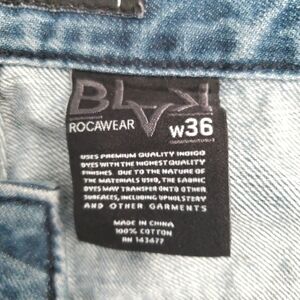 BLAK
ROCAWEAR
W36
USES PREMIUM QUALITY INDIGO
DYES WITH THE HIGHEST QUALITY
FINISHES. DUE TO THE NATURE OF
THE MATERIALS USED, THE FABRIC
DYES MAY TRANSFER ONTO OTHER
SURFACES, INCLUDING UPHOLSTERY
AND OTHER GARMENTS
MADE IN CHINA
100% COTTON
RN 143677